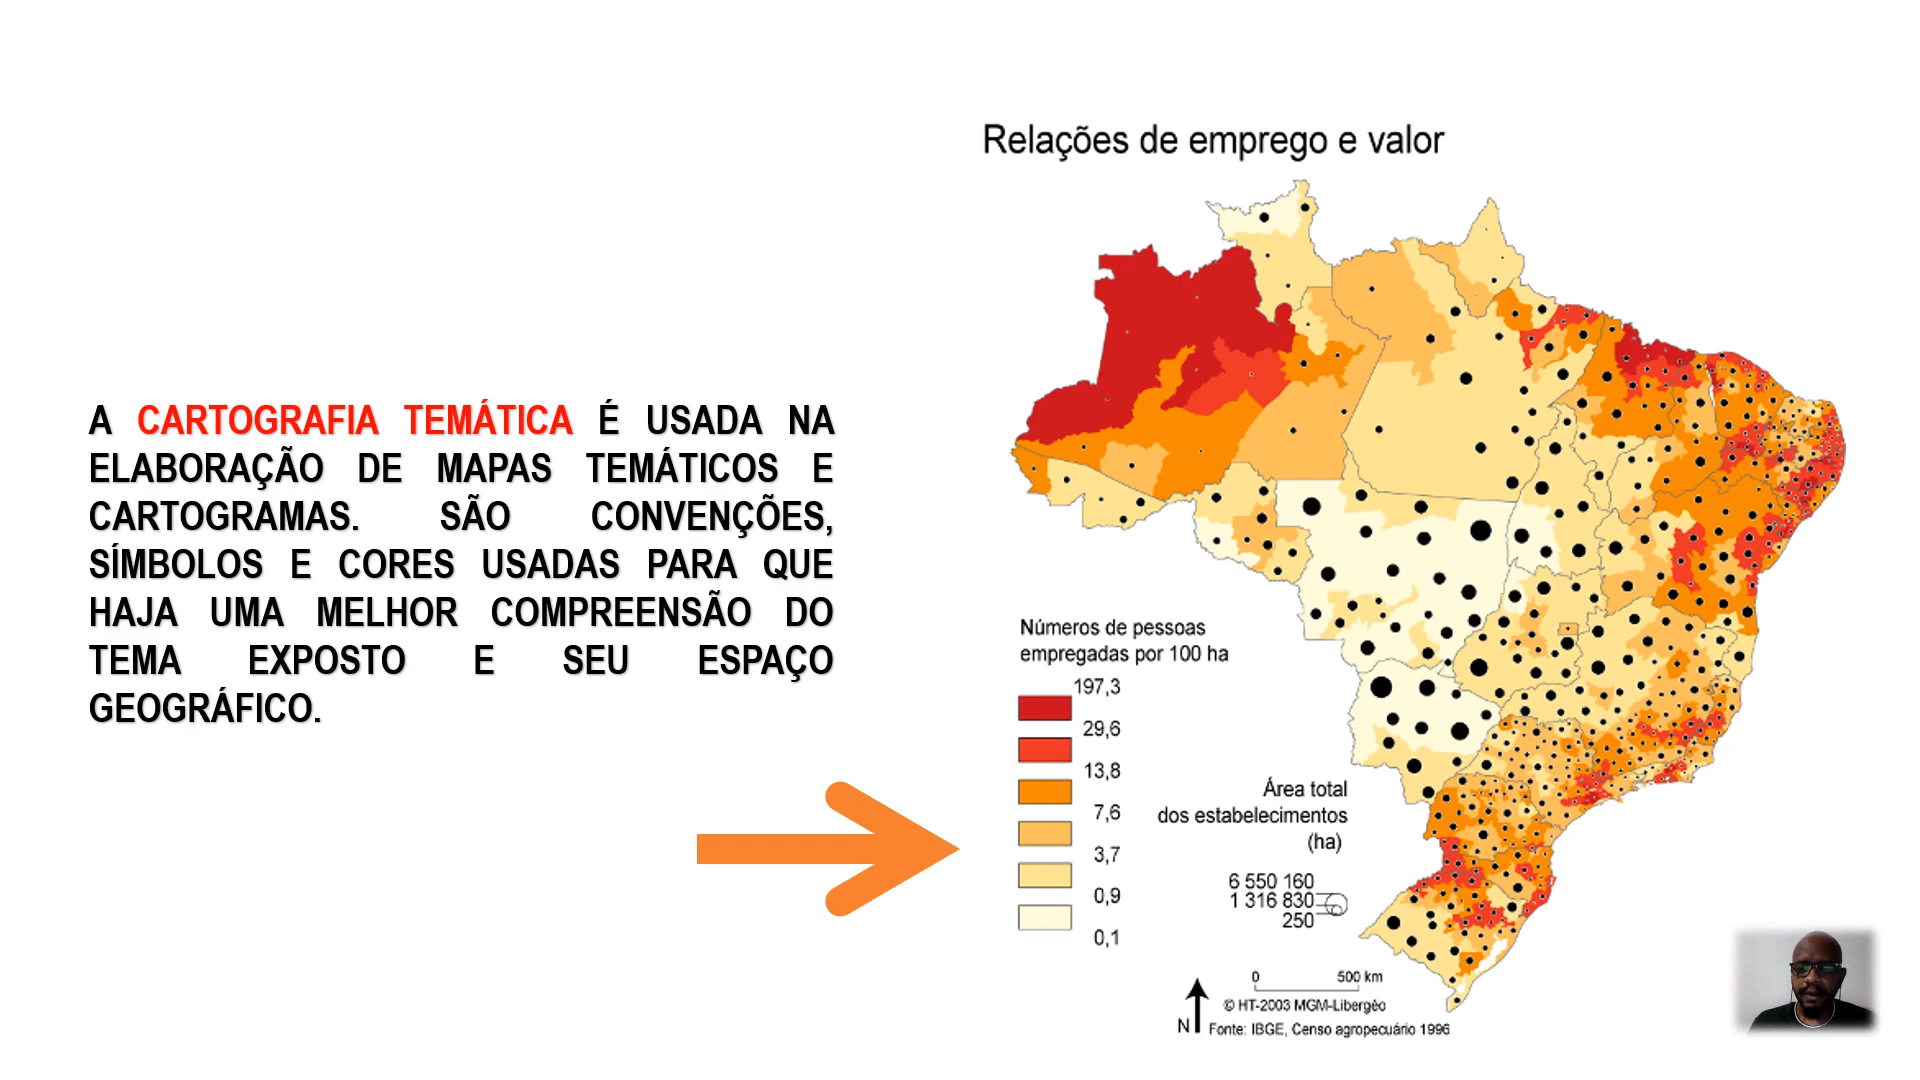 A CARTOGRAFIA TEMÁTICA É USADA NA
ELABORAÇÃO DE MAPAS TEMÁTICOS E
CARTOGRAMAS. SÃO CONVENÇÕES,
SÍMBOLOS E CORES USADAS PARA QUE
HAJA UMA MELHOR COMPREENSÃO DO
TEMA EXPOSTO E SEU ESPAÇO
GEOGRÁFICO.
Relações de emprego e valor
Números de pessoas
empregadas por 100 ha
197,3
29,6
13,8
7,6
3,7
0,9
0,1
Área total
dos estabelecimentos
(ha)
6 550 160
1 316 830
250
0 500 km
© HT-2003 MGM-Libergéo
N Fonte: IBGE, Censo agropecuário 1996